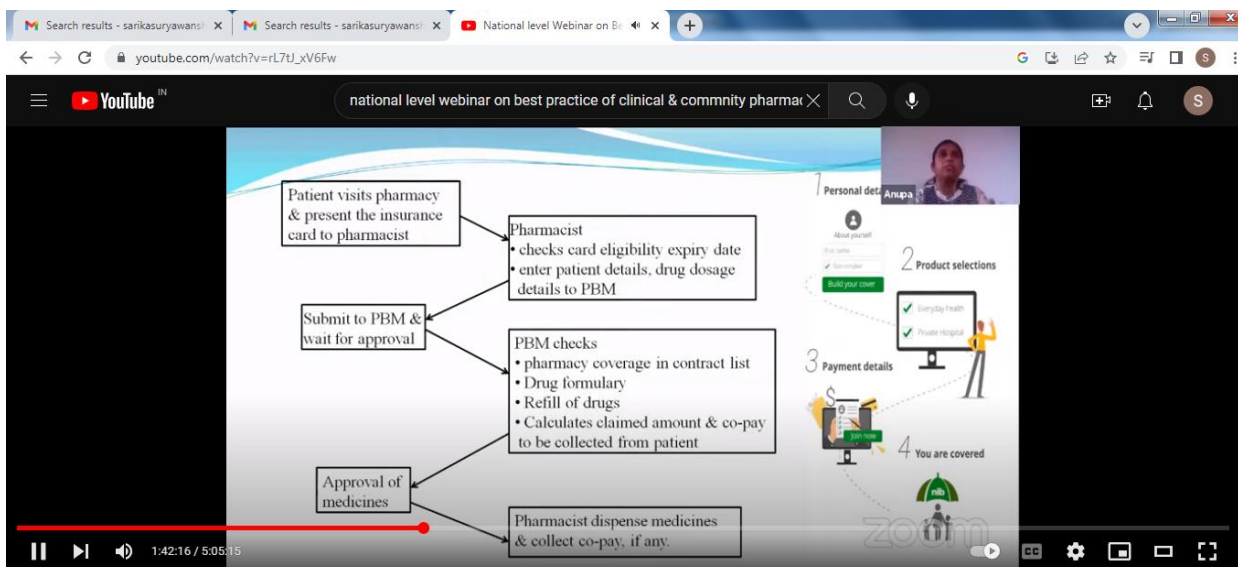 Search results - sarikasuryawansh
Search results - sarikasuryawansh
National level Webinar on Be
youtube.com/watch?v=rL7tJ_xV6Fw
G
S
YouTube IN
national level webinar on best practice of clinical & commnity pharmac
S
Patient visits pharmacy
& present the insurance
card to pharmacist
Pharmacist
• checks card eligibility expiry date
• enter patient details, drug dosage
details to PBM
Submit to PBM &
wait for approval
PBM checks
• pharmacy coverage in contract list
• Drug formulary
• Refill of drugs
• Calculates claimed amount & co-pay
to be collected from patient
Approval of
medicines
Pharmacist dispense medicines
& collect co-pay, if any.
Anupa
1 Personal deta
About yourself
Build your cover
2 Product selections
Everyday Health
Private Hospital
3 Payment details
$
Join now
4 You are covered
nib
zoom
1:42:16 / 5:05:15
CC